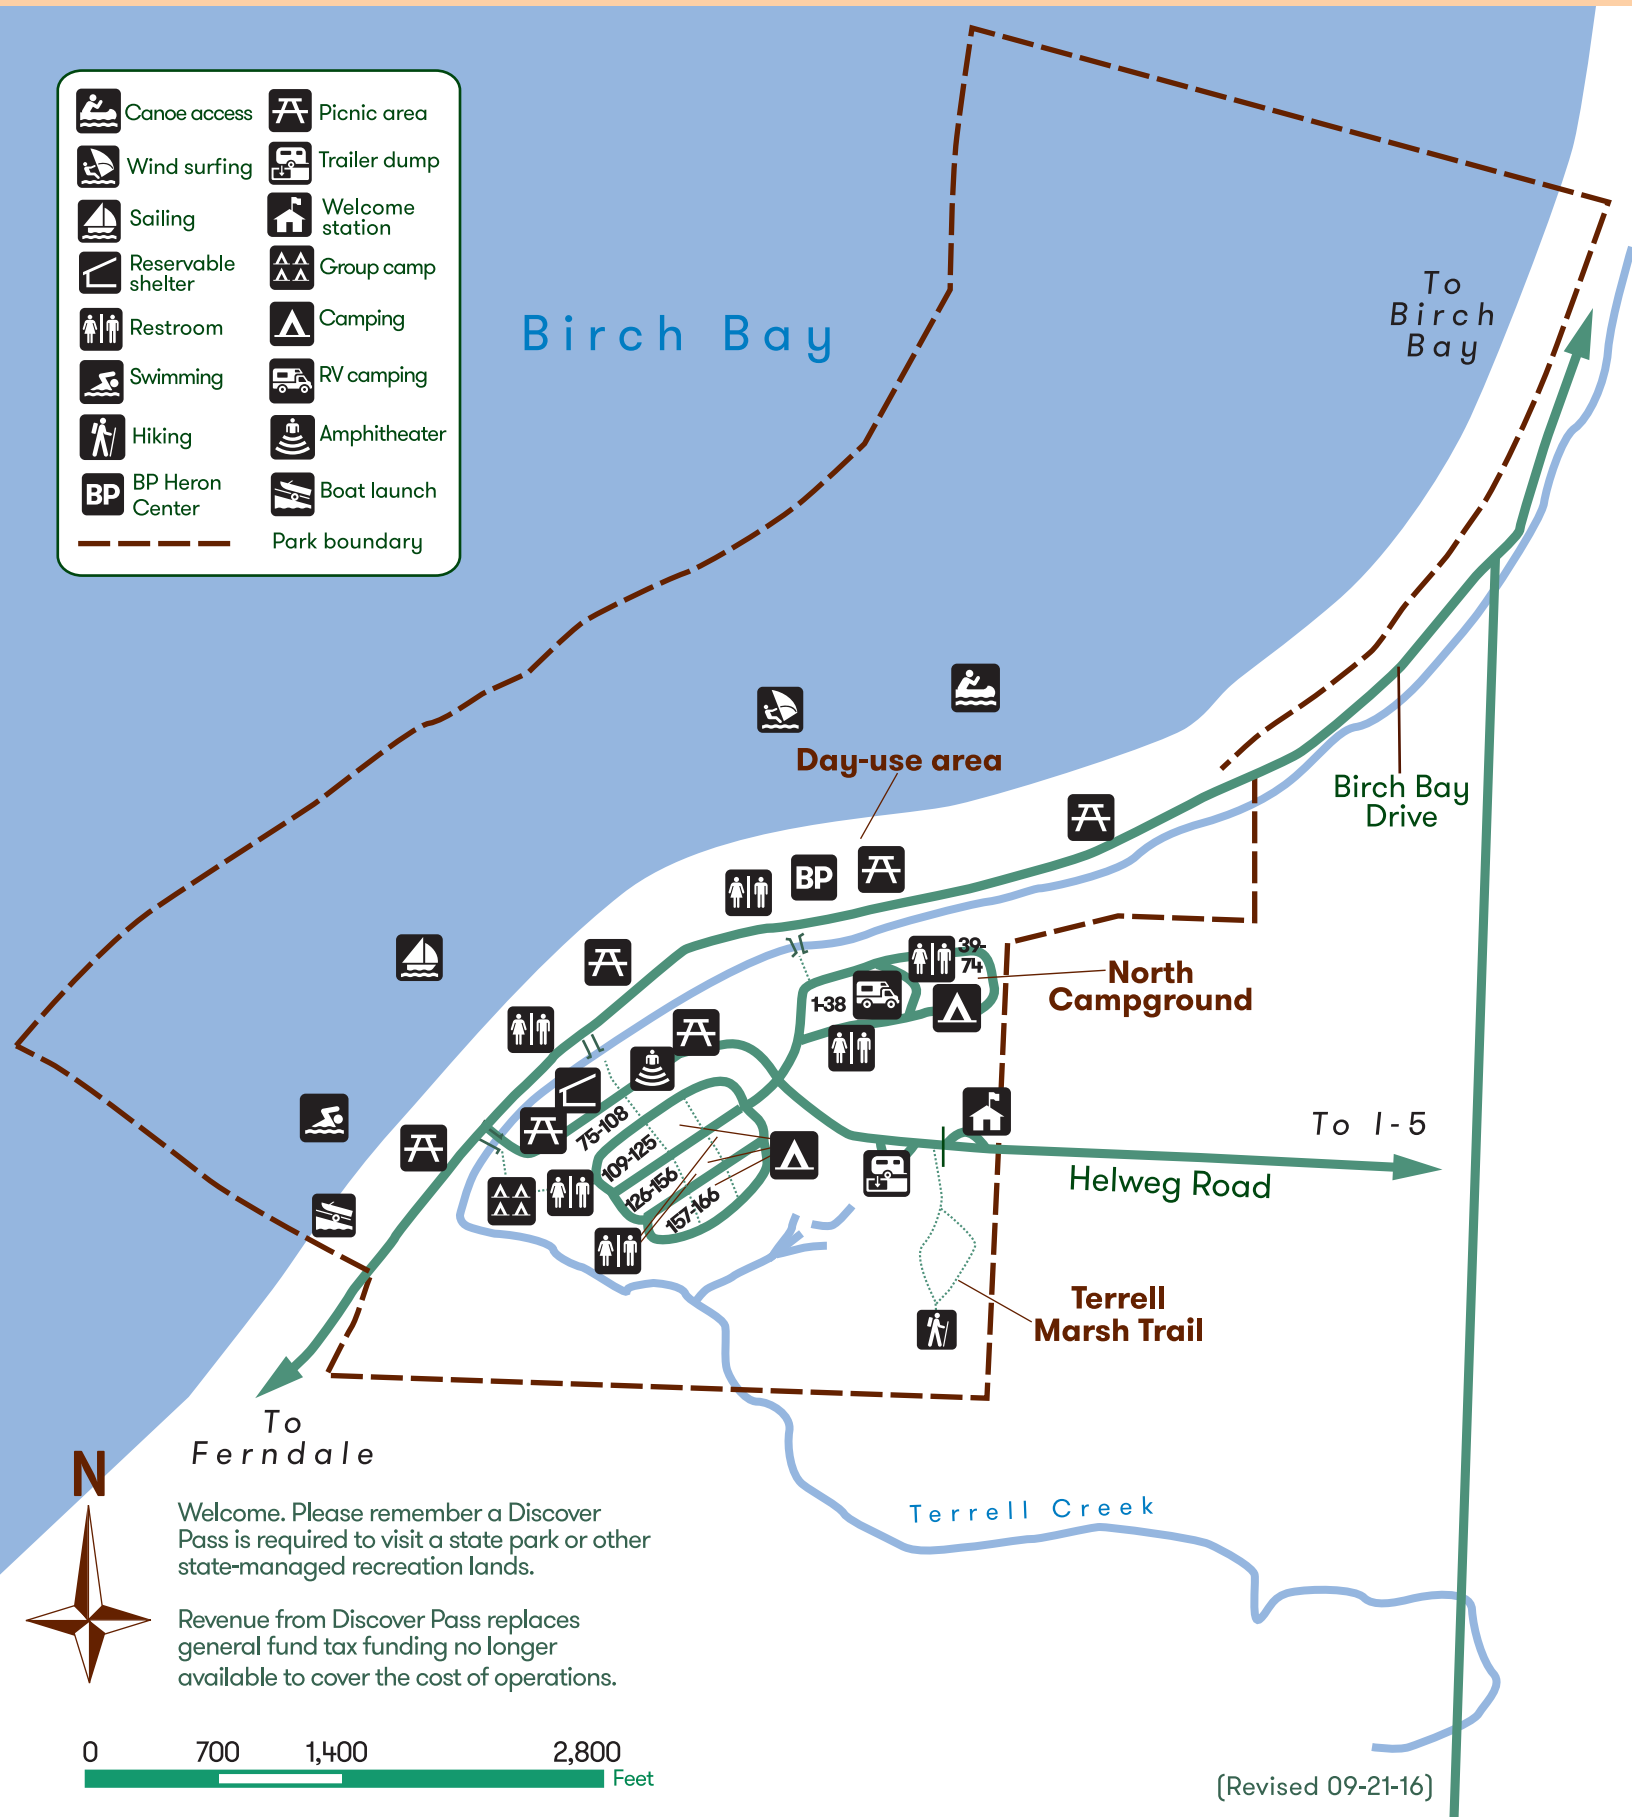 Canoe access
Picnic area
Wind surfing
Trailer dump
Sailing
Welcome
station
Reservable
shelter
Group camp
Restroom
Camping
Swimming
RV camping
Hiking
Amphitheater
BP
BP Heron
Center
Boat launch
Park boundary
Birch Bay
To
Birch
Bay
Day-use area
Birch Bay
Drive
BP
39-
74
North
Campground
1-38
75-108
109-125
126-156
157-166
To I-5
Helweg Road
Terrell
Marsh Trail
To
Ferndale
N
Welcome. Please remember a Discover
Pass is required to visit a state park or other
state-managed recreation lands.
Revenue from Discover Pass replaces
general fund tax funding no longer
available to cover the cost of operations.
Terrell Creek
0 700 1,400 2,800
Feet
(Revised 09-21-16)